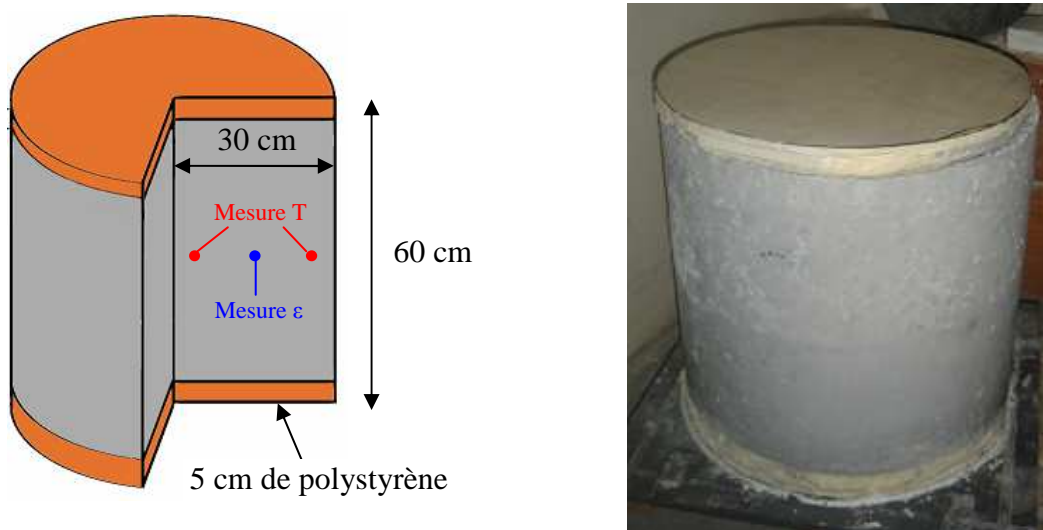 30 cm
Mesure T
60 cm
Mesure ε
5 cm de polystyrène